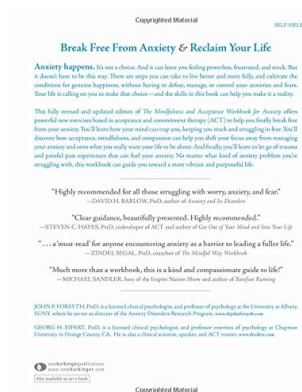 Copyrighted Material
SELF-HELP
Break Free From Anxiety & Reclaim Your Life
Anxiety happens. It's not a choice. And it can leave you feeling powerless, frustrated, and stuck. But
it doesn't have to be this way. There are steps you can take to live better and more fully, and cultivate the
conditions for genuine happiness, without having to defeat, manage, or control your anxieties and fears.
Your life is calling on you to make that choice—and the skills in this book can help you make it a reality.
This fully revised and updated edition of The Mindfulness and Acceptance Workbook for Anxiety offers
powerful new exercises based in acceptance and commitment therapy (ACT) to help you finally break free
from your anxiety. You'll learn how your mind can trap you, keeping you stuck and struggling in fear. You'll
discover how acceptance, mindfulness, and compassion can help you shift your focus away from managing
your anxiety and onto what you really want your life to be about. And finally, you'll learn to let go of trauma
and painful past experiences that can fuel your anxiety. No matter what kind of anxiety problem you're
struggling with, this workbook can guide you toward a more vibrant and purposeful life.
"Highly recommended for all those struggling with worry, anxiety, and fear."
—DAVID H. BARLOW, PhD, author of Anxiety and Its Disorders
"Clear guidance, beautifully presented. Highly recommended."
—STEVEN C. HAYES, PhD, codeveloper of ACT and author of Get Out of Your Mind and Into Your Life
"... a 'must-read' for anyone encountering anxiety as a barrier to leading a fuller life."
—ZINDEL SEGAL, PhD, coauthor of The Mindful Way Workbook
"Much more than a workbook, this is a kind and compassionate guide to life!"
—MICHAEL SANDLER, host of the Inspire Nation Show and author of Barefoot Running
JOHN P. FORSYTH, PhD, is a licensed clinical psychologist, and professor of psychology at the University at Albany,
SUNY, where he serves as director of the Anxiety Disorders Research Program. www.drjohnforsyth.com
GEORG H. EIFERT, PhD, is a licensed clinical psychologist, and professor emeritus of psychology at Chapman
University in Orange County, CA. He is also a clinical scientist, speaker, and ACT trainer. www.dreifert.com
newharbingerpublications
www.newharbinger.com
Also available as an e-book
Copyrighted Material